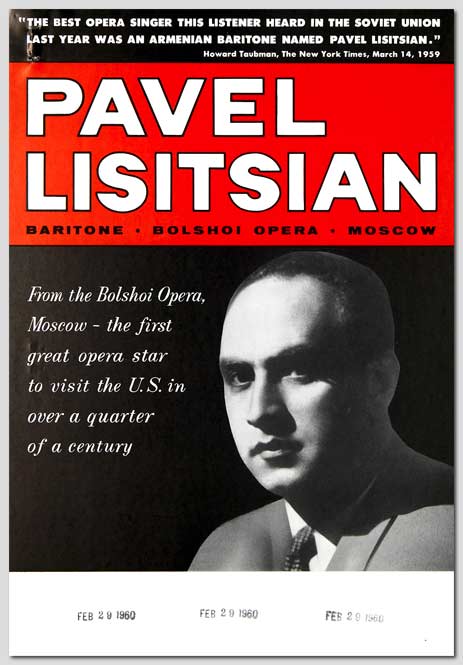 "THE BEST OPERA SINGER THIS LISTENER HEARD IN THE SOVIET UNION
LAST YEAR WAS AN ARMENIAN BARITONE NAMED PAVEL LISITSIAN."
Howard Taubman, The New York Times, March 14, 1959
PAVEL
LISITSIAN
BARITONE • BOLSHOI OPERA • MOSCOW
From the Bolshoi Opera,
Moscow - the first
great opera star
to visit the U.S. in
over a quarter
of a century
FEB 29 1960 FEB 29 1960 FEB 29 1960